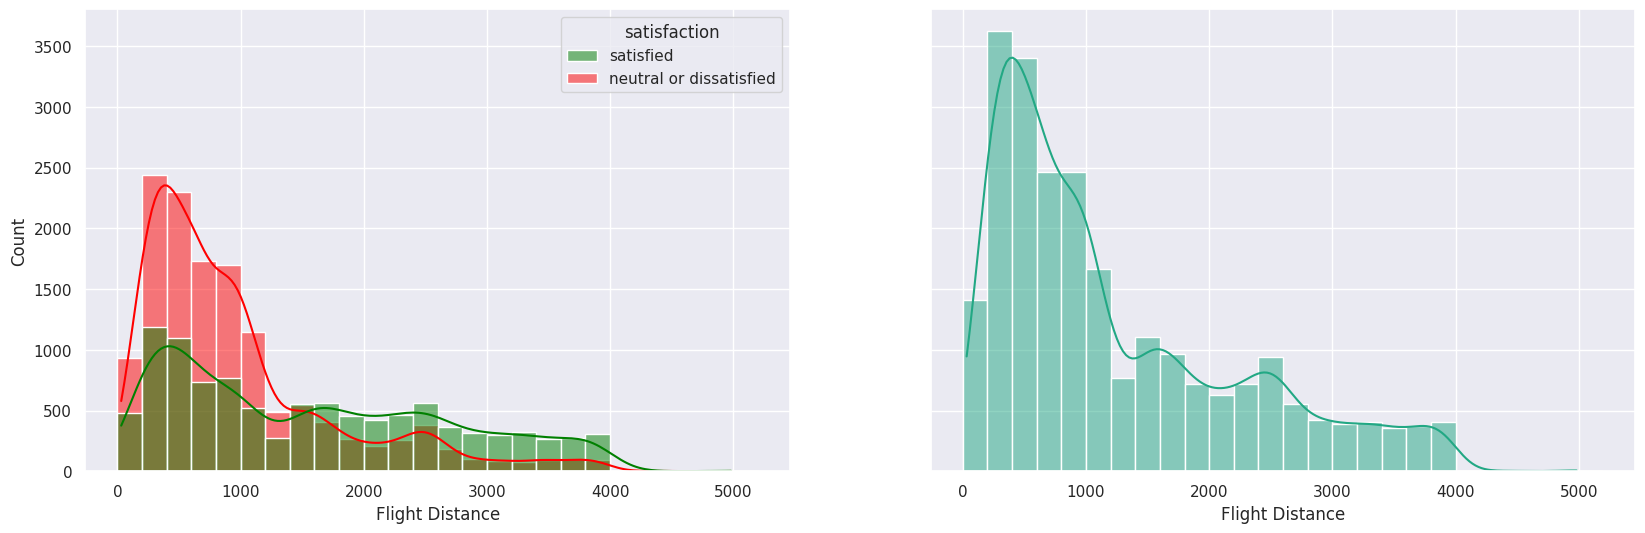 satisfaction
satisfied
neutral or dissatisfied
Count
3500
3000
2500
2000
1500
1000
500
0
0 1000 2000 3000 4000 5000
Flight Distance
0 1000 2000 3000 4000 5000
Flight Distance